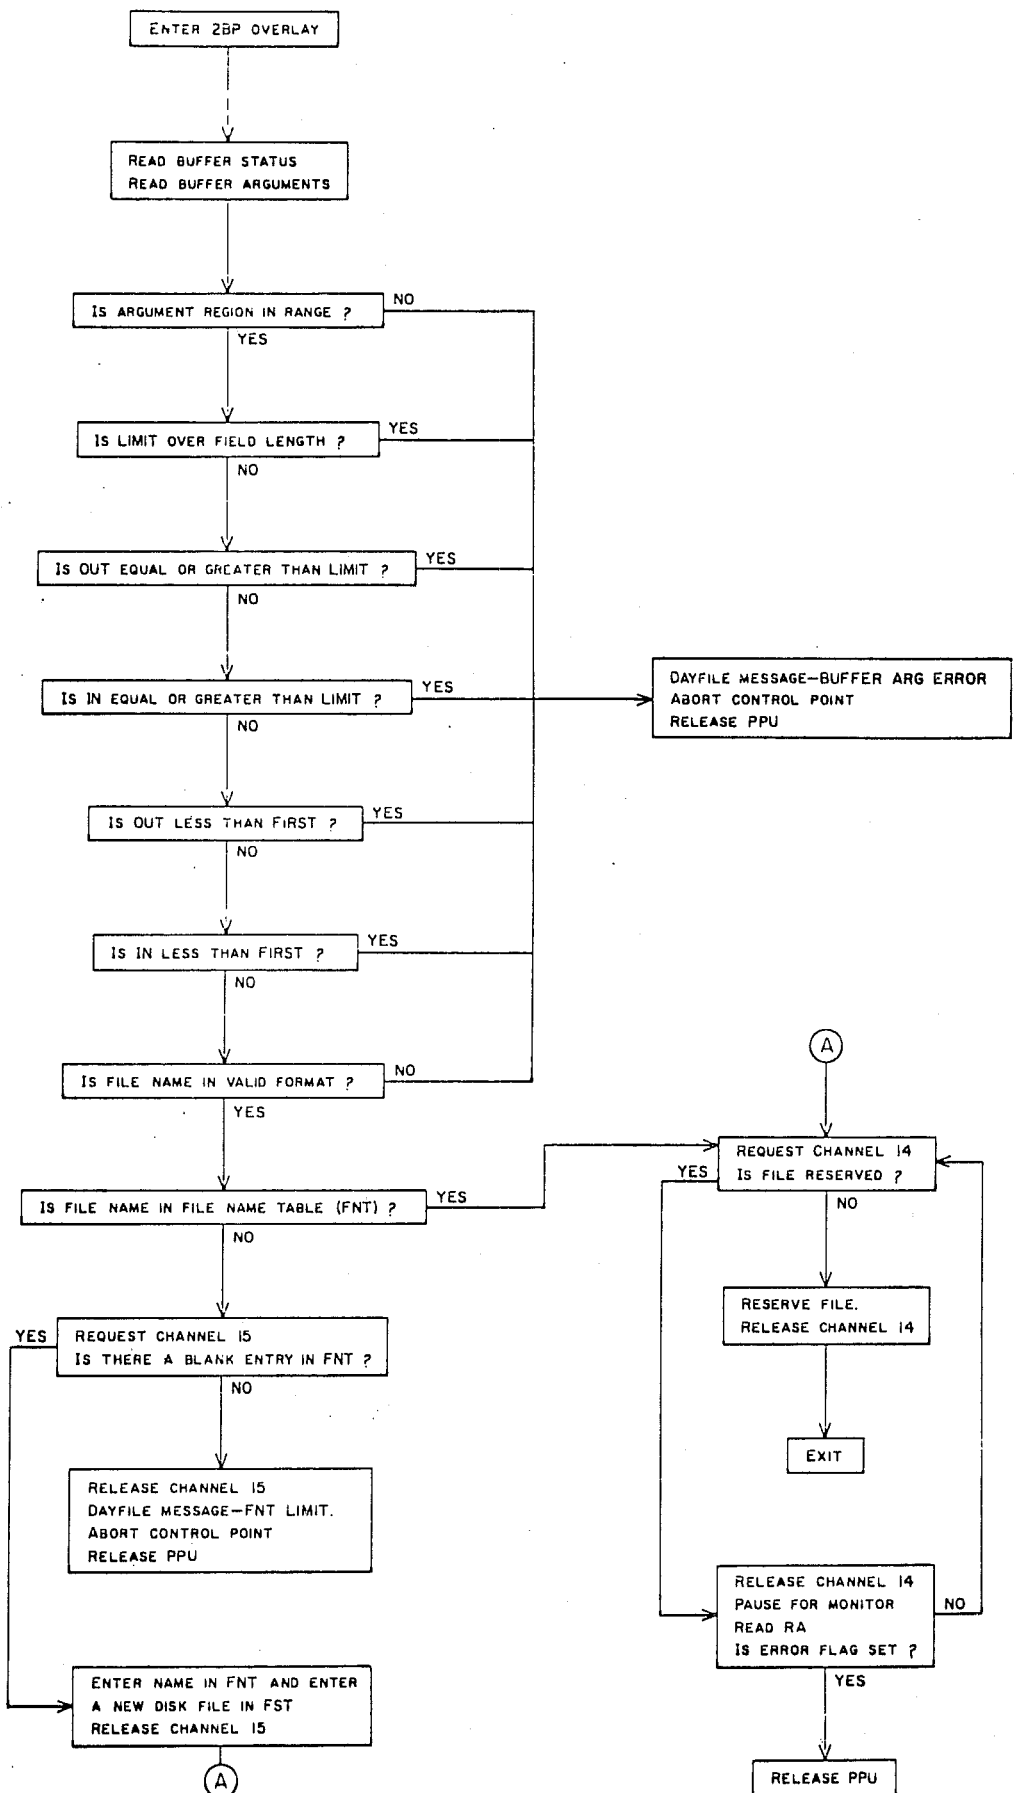 ENTER 2BP OVERLAY
READ BUFFER STATUS
READ BUFFER ARGUMENTS
IS ARGUMENT REGION IN RANGE ?
NO
YES
IS LIMIT OVER FIELD LENGTH ?
YES
NO
IS OUT EQUAL OR GREATER THAN LIMIT ?
YES
NO
IS IN EQUAL OR GREATER THAN LIMIT ?
YES
NO
DAYFILE MESSAGE—BUFFER ARG ERROR
ABORT CONTROL POINT
RELEASE PPU
IS OUT LESS THAN FIRST ?
YES
NO
IS IN LESS THAN FIRST ?
YES
NO
IS FILE NAME IN VALID FORMAT ?
NO
YES
IS FILE NAME IN FILE NAME TABLE (FNT) ?
YES
NO
REQUEST CHANNEL 15
IS THERE A BLANK ENTRY IN FNT ?
YES
NO
RELEASE CHANNEL 15
DAYFILE MESSAGE—FNT LIMIT.
ABORT CONTROL POINT
RELEASE PPU
ENTER NAME IN FNT AND ENTER
A NEW DISK FILE IN FST
RELEASE CHANNEL 15
A
A
REQUEST CHANNEL 14
IS FILE RESERVED ?
YES
NO
RESERVE FILE.
RELEASE CHANNEL 14
EXIT
RELEASE CHANNEL 14
PAUSE FOR MONITOR
READ RA
IS ERROR FLAG SET ?
NO
YES
RELEASE PPU